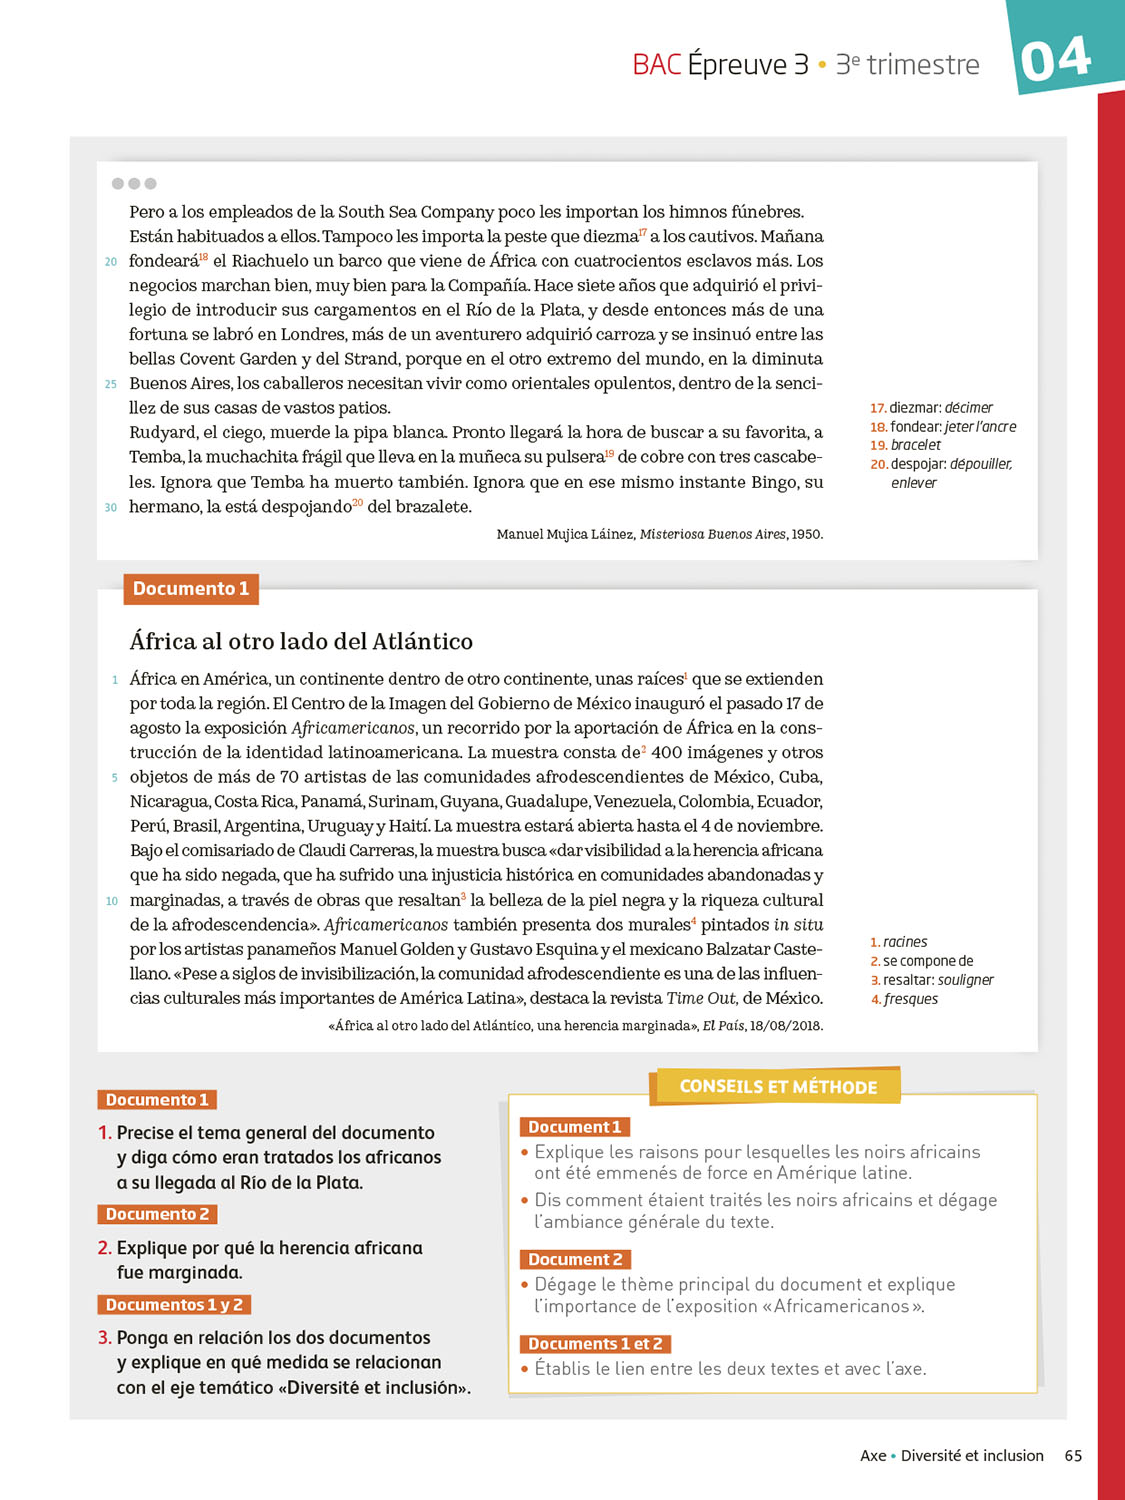 BAC Épreuve 3 • 3e trimestre
04
Pero a los empleados de la South Sea Company poco les importan los himnos fúnebres.
Están habituados a ellos. Tampoco les importa la peste que diezma17 a los cautivos. Mañana
20 fondeará18 el Riachuelo un barco que viene de África con cuatrocientos esclavos más. Los
negocios marchan bien, muy bien para la Compañía. Hace siete años que adquirió el privi-
legio de introducir sus cargamentos en el Río de la Plata, y desde entonces más de una
fortuna se labró en Londres, más de un aventurero adquirió carroza y se insinuó entre las
bellas Covent Garden y del Strand, porque en el otro extremo del mundo, en la diminuta
25 Buenos Aires, los caballeros necesitan vivir como orientales opulentos, dentro de la senci-
llez de sus casas de vastos patios.
Rudyard, el ciego, muerde la pipa blanca. Pronto llegará la hora de buscar a su favorita, a
Temba, la muchachita frágil que lleva en la muñeca su pulsera19 de cobre con tres cascabe-
les. Ignora que Temba ha muerto también. Ignora que en ese mismo instante Bingo, su
30 hermano, la está despojando20 del brazalete.
Manuel Mujica Láinez, Misteriosa Buenos Aires, 1950.
17. diezmar: décimer
18. fondear: jeter l'ancre
19. bracelet
20. despojar: dépouiller,
enlever
Documento 1
África al otro lado del Atlántico
1 África en América, un continente dentro de otro continente, unas raíces1 que se extienden
por toda la región. El Centro de la Imagen del Gobierno de México inauguró el pasado 17 de
agosto la exposición Africamericanos, un recorrido por la aportación de África en la cons-
trucción de la identidad latinoamericana. La muestra consta de2 400 imágenes y otros
5 objetos de más de 70 artistas de las comunidades afrodescendientes de México, Cuba,
Nicaragua, Costa Rica, Panamá, Surinam, Guyana, Guadalupe, Venezuela, Colombia, Ecuador,
Perú, Brasil, Argentina, Uruguay y Haití. La muestra estará abierta hasta el 4 de noviembre.
Bajo el comisariado de Claudi Carreras, la muestra busca «dar visibilidad a la herencia africana
que ha sido negada, que ha sufrido una injusticia histórica en comunidades abandonadas y
10 marginadas, a través de obras que resaltan3 la belleza de la piel negra y la riqueza cultural
de la afrodescendencia». Africamericanos también presenta dos murales4 pintados in situ
por los artistas panameños Manuel Golden y Gustavo Esquina y el mexicano Balzatar Caste-
llano. «Pese a siglos de invisibilización, la comunidad afrodescendiente es una de las influen-
cias culturales más importantes de América Latina», destaca la revista Time Out, de México.
«África al otro lado del Atlántico, una herencia marginada», El País, 18/08/2018.
1. racines
2. se compone de
3. resaltar: souligner
4. fresques
Documento 1
1. Precise el tema general del documento
y diga cómo eran tratados los africanos
a su llegada al Río de la Plata.
Documento 2
2. Explique por qué la herencia africana
fue marginada.
Documentos 1 y 2
3. Ponga en relación los dos documentos
y explique en qué medida se relacionan
con el eje temático «Diversité et inclusión».
CONSEILS ET MÉTHODE
Document 1
• Explique les raisons pour lesquelles les noirs africains
ont été emmenés de force en Amérique latine.
• Dis comment étaient traités les noirs africains et dégage
l'ambiance générale du texte.
Document 2
• Dégage le thème principal du document et explique
l'importance de l'exposition «Africamericanos».
Documents 1 et 2
• Établis le lien entre les deux textes et avec l'axe.
Axe • Diversité et inclusion 65